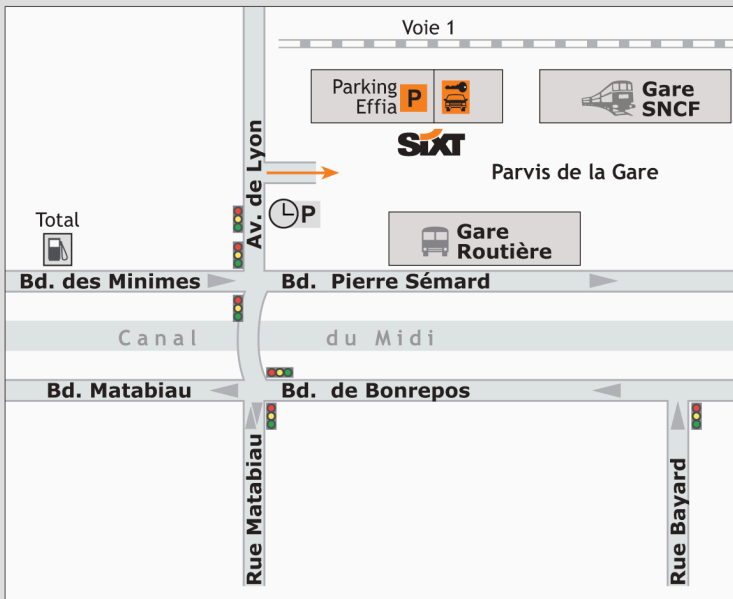 Voie 1
Parking
Effia
P
Gare
SNCF
SiXT
Av. de Lyon
Parvis de la Gare
P
Total
Gare
Routière
Bd. des Minimes
Bd. Pierre Sémard
Canal du Midi
Bd. Matabiau
Bd. de Bonrepos
Rue Matabiau
Rue Bayard